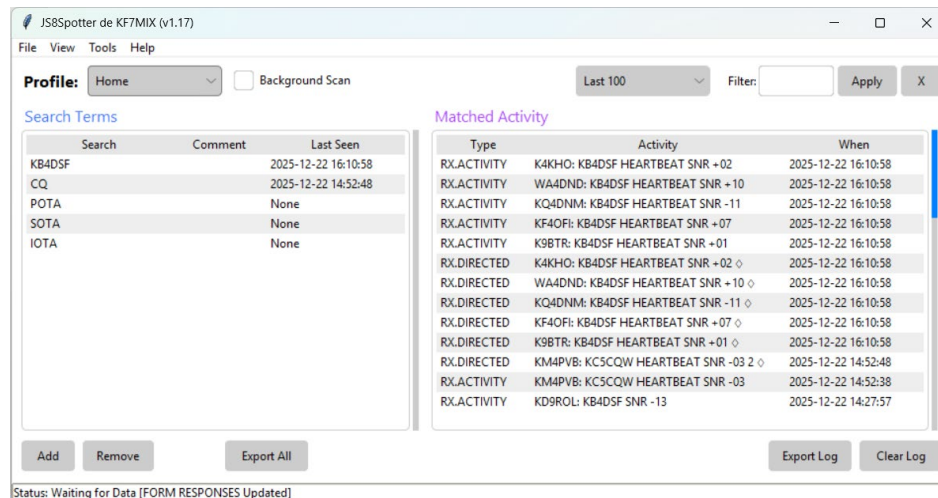 JS8Spotter de KF7MIX (v1.17)
File View Tools Help
Profile: Home Background Scan Last 100 Filter: Apply X
Search Terms
Search Comment Last Seen
KB4DSF 2025-12-22 16:10:58
CQ 2025-12-22 14:52:48
POTA None
SOTA None
IOTA None
Matched Activity
Type Activity When
RX.ACTIVITY K4KHO: KB4DSF HEARTBEAT SNR +02 2025-12-22 16:10:58
RX.ACTIVITY WA4DND: KB4DSF HEARTBEAT SNR +10 2025-12-22 16:10:58
RX.ACTIVITY KQ4DNM: KB4DSF HEARTBEAT SNR -11 2025-12-22 16:10:58
RX.ACTIVITY KF4OFI: KB4DSF HEARTBEAT SNR +07 2025-12-22 16:10:58
RX.ACTIVITY K9BTR: KB4DSF HEARTBEAT SNR +01 2025-12-22 16:10:58
RX.DIRECTED K4KHO: KB4DSF HEARTBEAT SNR +02 ♢ 2025-12-22 16:10:58
RX.DIRECTED WA4DND: KB4DSF HEARTBEAT SNR +10 ♢ 2025-12-22 16:10:58
RX.DIRECTED KQ4DNM: KB4DSF HEARTBEAT SNR -11 ♢ 2025-12-22 16:10:58
RX.DIRECTED KF4OFI: KB4DSF HEARTBEAT SNR +07 ♢ 2025-12-22 16:10:58
RX.DIRECTED K9BTR: KB4DSF HEARTBEAT SNR +01 ♢ 2025-12-22 16:10:58
RX.DIRECTED KM4PVB: KC5CQW HEARTBEAT SNR -03 2 ♢ 2025-12-22 14:52:48
RX.ACTIVITY KM4PVB: KC5CQW HEARTBEAT SNR -03 2025-12-22 14:52:38
RX.ACTIVITY KD9ROL: KB4DSF SNR -13 2025-12-22 14:27:57
Add Remove Export All Export Log Clear Log
Status: Waiting for Data [FORM RESPONSES Updated]